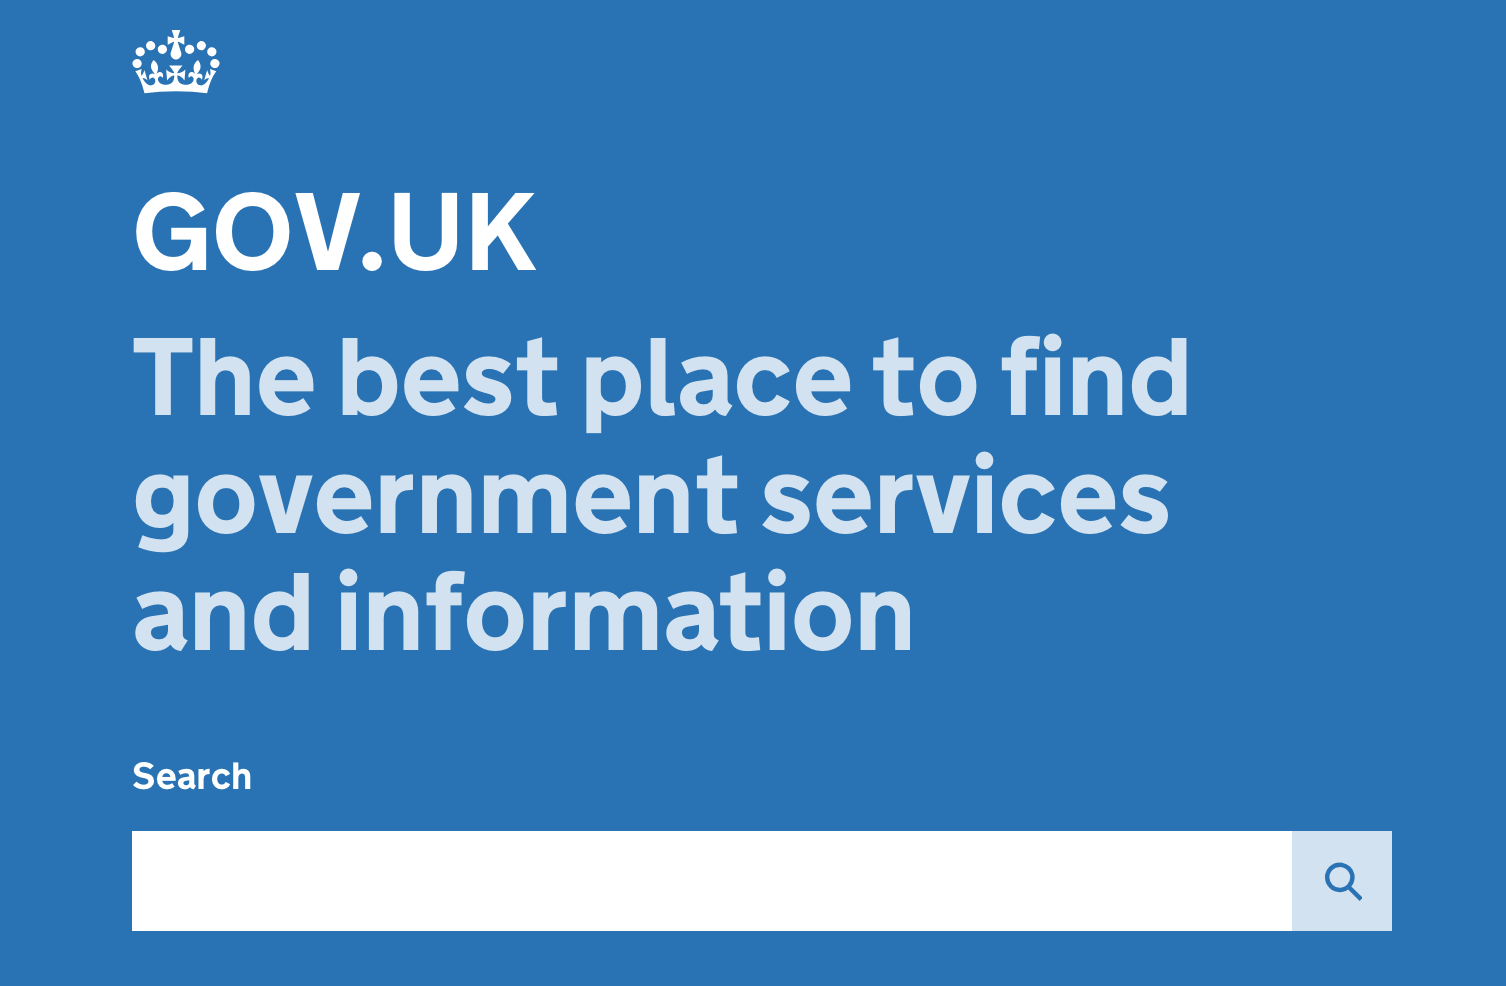 GOV.UK
The best place to find
government services
and information
Search